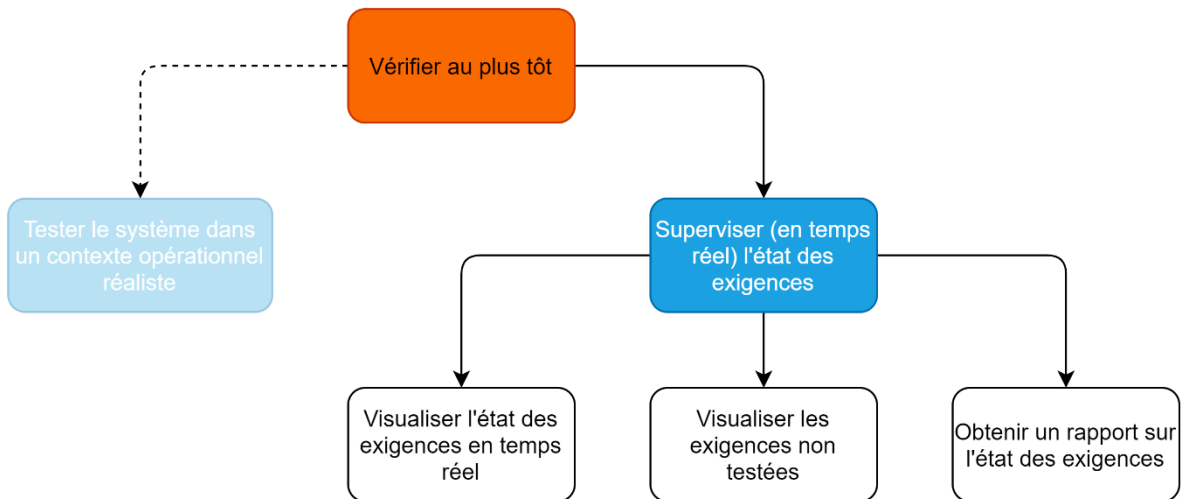 Vérifier au plus tôt
Tester le système dans
un contexte opérationnel
réaliste
Superviser (en temps
réel) l'état des
exigences
Visualiser l'état des
exigences en temps
réel
Visualiser les
exigences non
testées
Obtenir un rapport sur
l'état des exigences